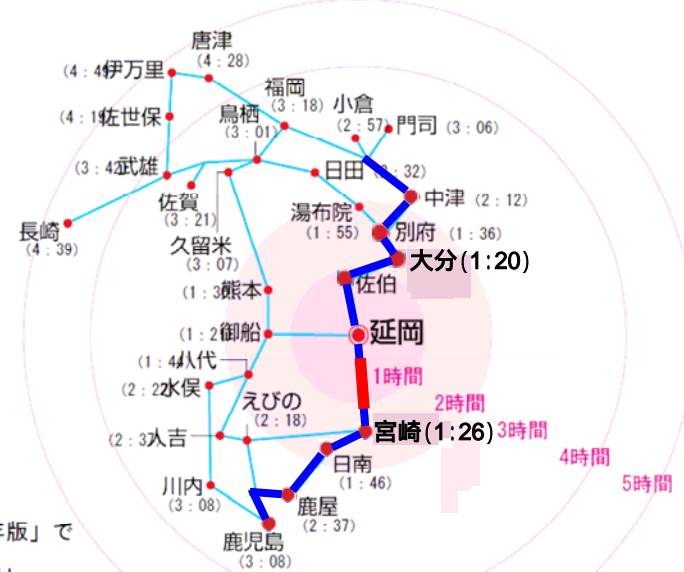 唐津
(4：28)
伊万里
福岡
(3：18)
鳥栖
(3：01)
小倉
(2：57)
門司 (3：06)
佐世保
武雄
日田
佐賀
(3：21)
中津 (2：12)
湯布院
(1：55)
別府 (1：36)
長崎
(4：39)
久留米
(3：07)
大分(1:20)
熊本
佐伯
御船
延岡
八代
1時間
水俣
(2：22)
えびの
(2：18)
2時間
宮崎(1:26)
3時間
人吉
4時間
日南
(1：46)
5時間
川内
(3：08)
鹿屋
(2：37)
年版」で
鹿児島
(3：08)